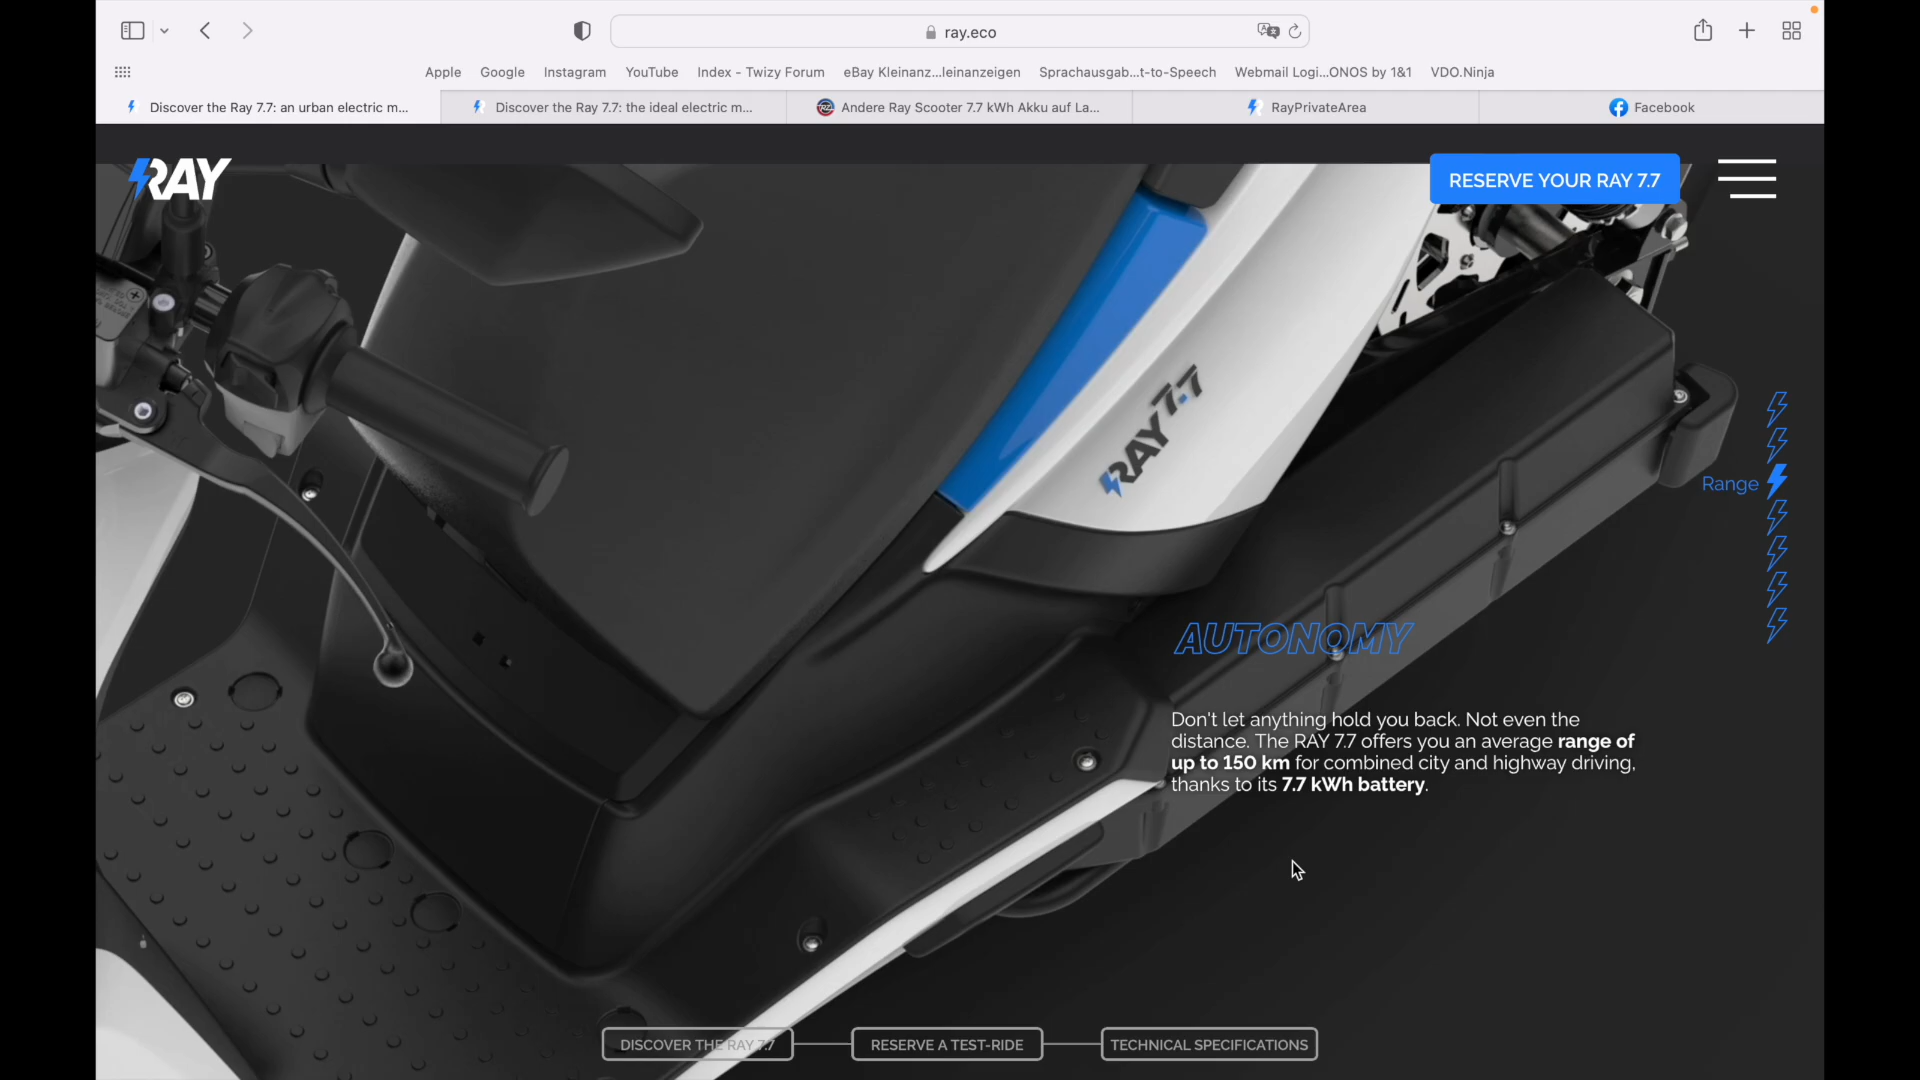 ray.eco
Apple
Google
Instagram
YouTube
Index - Twizy Forum
eBay Kleinanz...leinanzeigen
Sprachausgab...t-to-Speech
Webmail Logi...ONOS by 1&1
VDO.Ninja
Discover the Ray 7.7: an urban electric m...
Discover the Ray 7.7: the ideal electric m...
Andere Ray Scooter 7.7 kWh Akku auf La...
RayPrivateArea
Facebook
RAY
RESERVE YOUR RAY 7.7
RAY 7.7
Range
AUTONOMY
Don't let anything hold you back. Not even the
distance. The RAY 7.7 offers you an average range of
up to 150 km for combined city and highway driving,
thanks to its 7.7 kWh battery.
DISCOVER THE RAY 7.7
RESERVE A TEST-RIDE
TECHNICAL SPECIFICATIONS